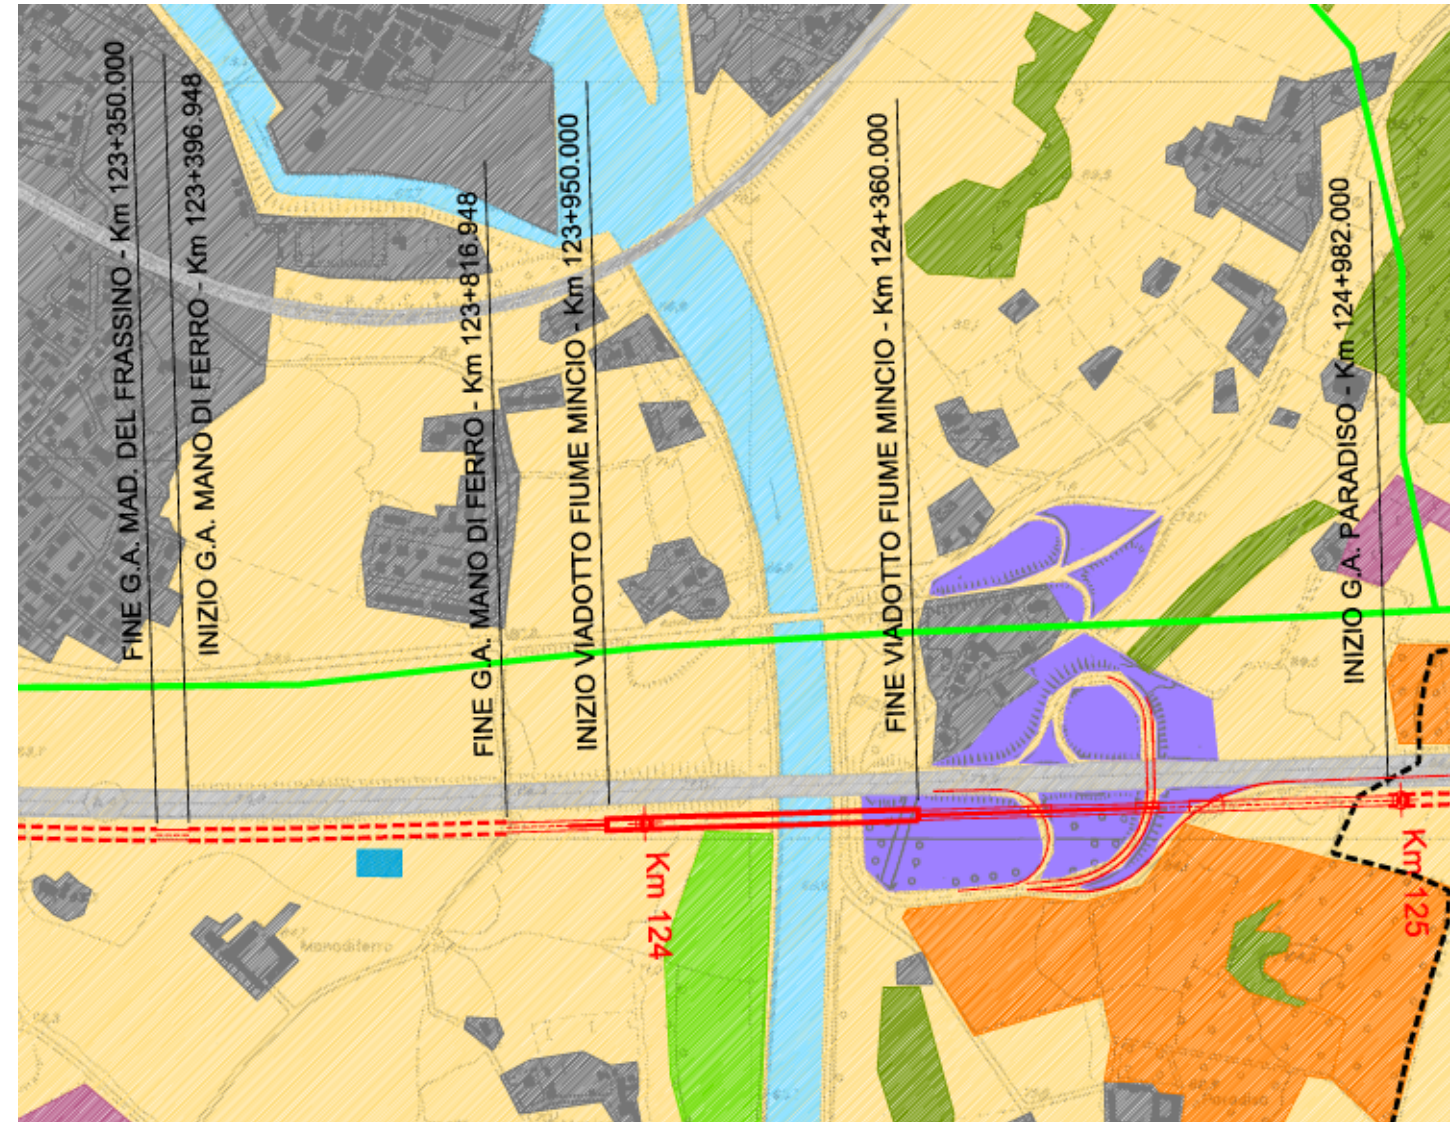 FINE G.A. MAD. DEL FRASSINO - Km 123+350.000
INIZIO G.A. MANO DI FERRO - Km 123+396.948
FINE G.A. MANO DI FERRO - Km 123+816.948
INIZIO VIADOTTO FIUME MINCIO - Km 123+950.000
FINE VIADOTTO FIUME MINCIO - Km 124+360.000
INIZIO G.A. PARADISO - Km 124+982.000
Km 124
Km 125
Manodiferro
Paradiso